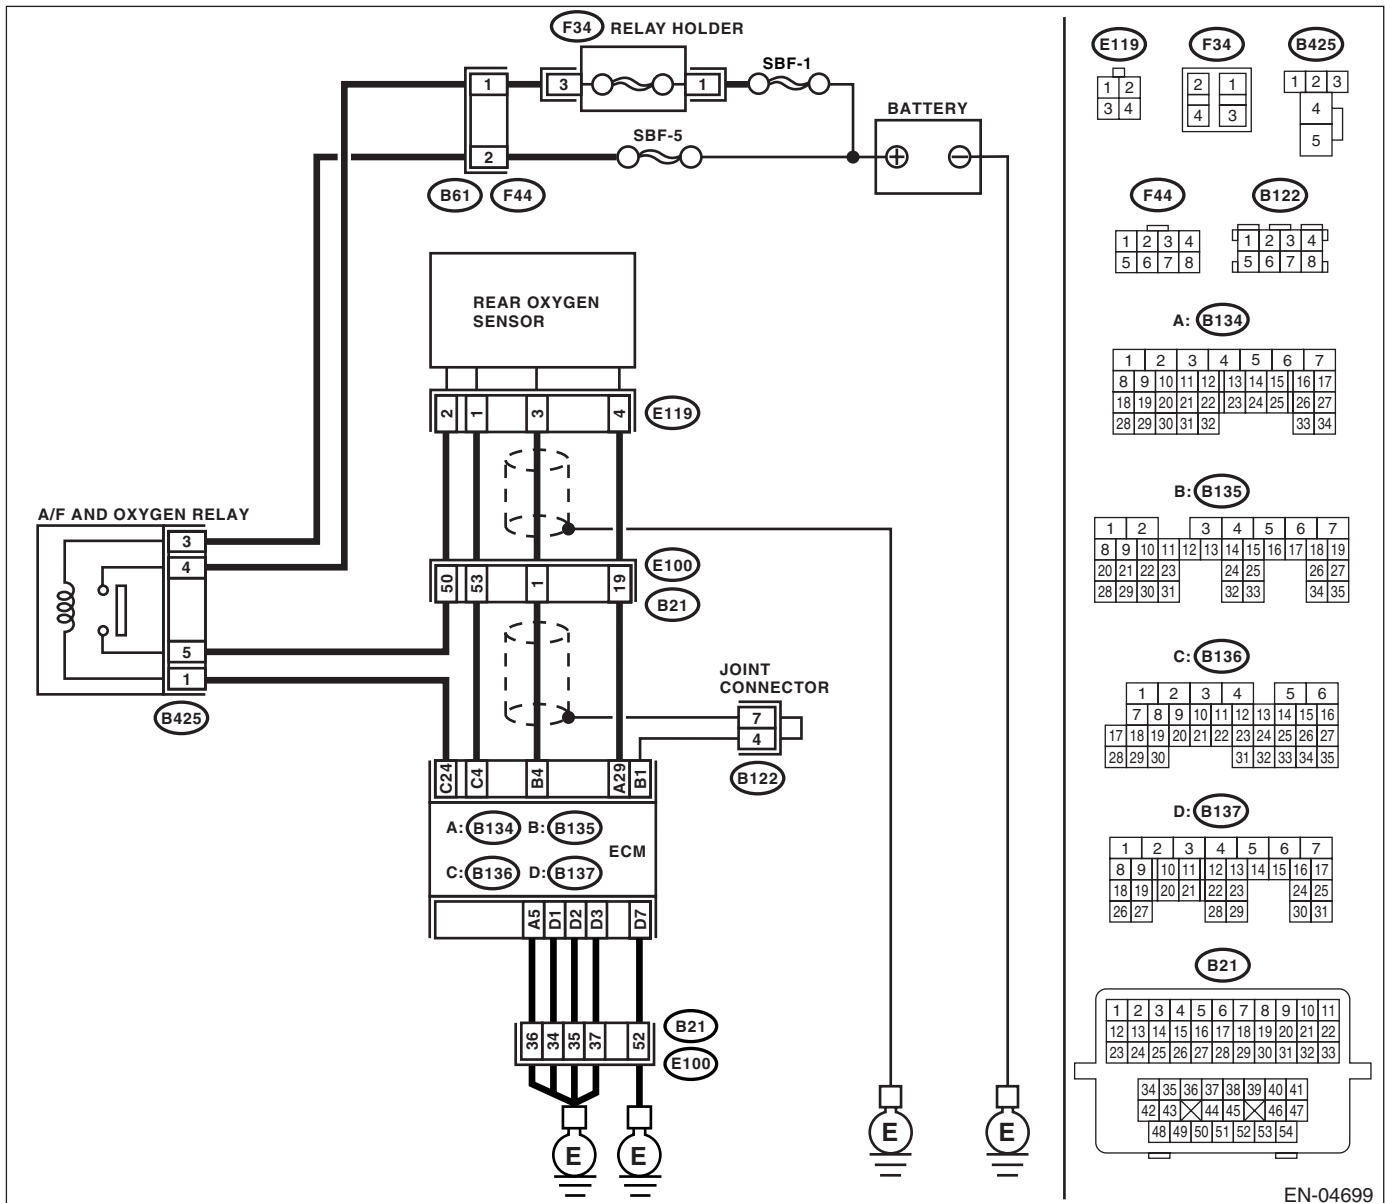 F34 RELAY HOLDER
SBF-1
1
3
1
BATTERY
SBF-5
2
+
−
B61 F44
REAR OXYGEN
SENSOR
2 1 3 4
E119
A/F AND OXYGEN RELAY
3
4
5
1
B425
E100
50 53 1 19
B21
JOINT
CONNECTOR
7
4
B122
C24 C4 B4 A29 B1
A: B134 B: B135
ECM
C: B136 D: B137
A5 D1 D2 D3 D7
B21
36 34 35 37 52
E100
E E E E
E119 F34 B425
1 2
3 4
2 1
4 3
1 2 3
4
5
F44 B122
1 2 3 4
5 6 7 8
1 2 3 4
5 6 7 8
A: B134
1 2 3 4 5 6 7
8 9 10 11 12 13 14 15 16 17
18 19 20 21 22 23 24 25 26 27
28 29 30 31 32 33 34
B: B135
1 2 3 4 5 6 7
8 9 10 11 12 13 14 15 16 17 18 19
20 21 22 23 24 25 26 27
28 29 30 31 32 33 34 35
C: B136
1 2 3 4 5 6
7 8 9 10 11 12 13 14 15 16
17 18 19 20 21 22 23 24 25 26 27
28 29 30 31 32 33 34 35
D: B137
1 2 3 4 5 6 7
8 9 10 11 12 13 14 15 16 17
18 19 20 21 22 23 24 25
26 27 28 29 30 31
B21
1 2 3 4 5 6 7 8 9 10 11
12 13 14 15 16 17 18 19 20 21 22
23 24 25 26 27 28 29 30 31 32 33
34 35 36 37 38 39 40 41
42 43 44 45 46 47
48 49 50 51 52 53 54
EN-04699